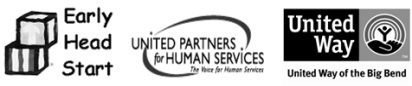 Early
Head
Start
UNITED PARTNERS
for HUMAN SERVICES
The Voice for Human Services
United
Way
United Way of the Big Bend